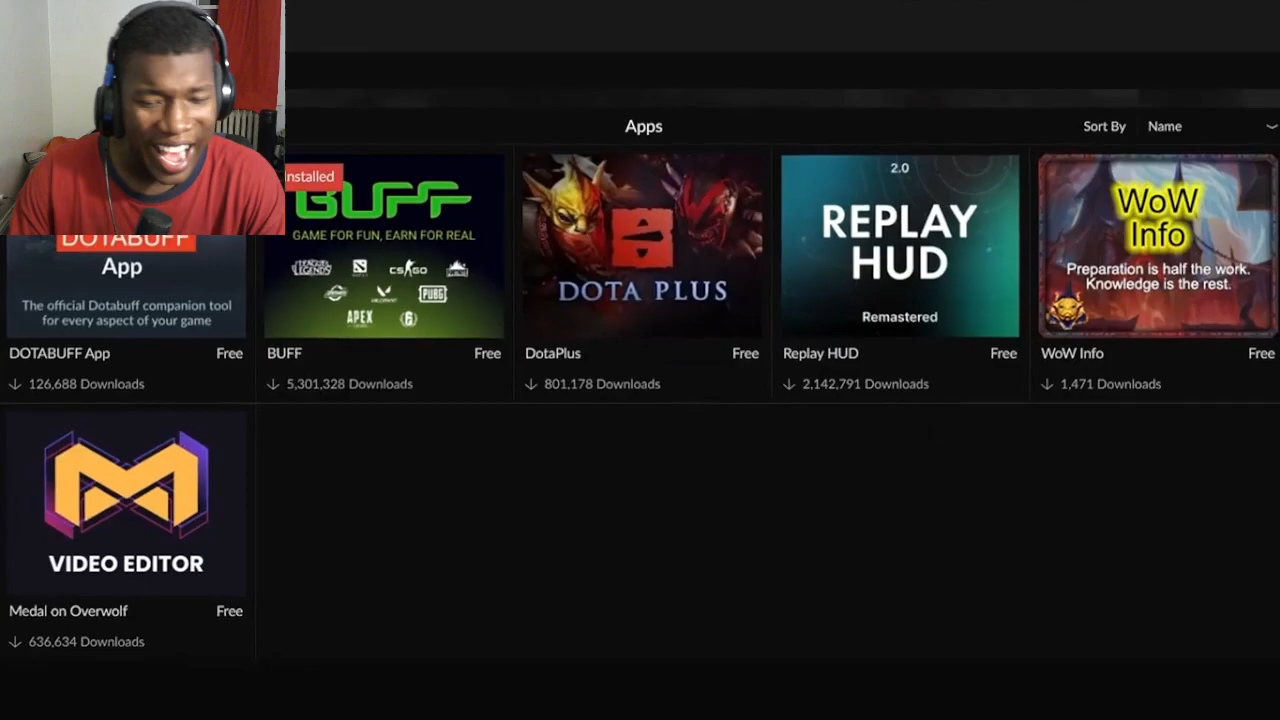 Apps
Sort By
Name
DOTABUFF
App
The official Dotabuff companion tool
for every aspect of your game
DOTABUFF App
Free
126,688 Downloads
Installed
BUFF
GAME FOR FUN, EARN FOR REAL
LEGENDS
CS:GO
VALORANT
PUBG
APEX
6
BUFF
Free
5,301,328 Downloads
DOTA PLUS
DotaPlus
Free
801,178 Downloads
2.0
REPLAY
HUD
Remastered
Replay HUD
Free
2,142,791 Downloads
WoW
Info
Preparation is half the work.
Knowledge is the rest.
WoW Info
Free
1,471 Downloads
VIDEO EDITOR
Medal on Overwolf
Free
636,634 Downloads